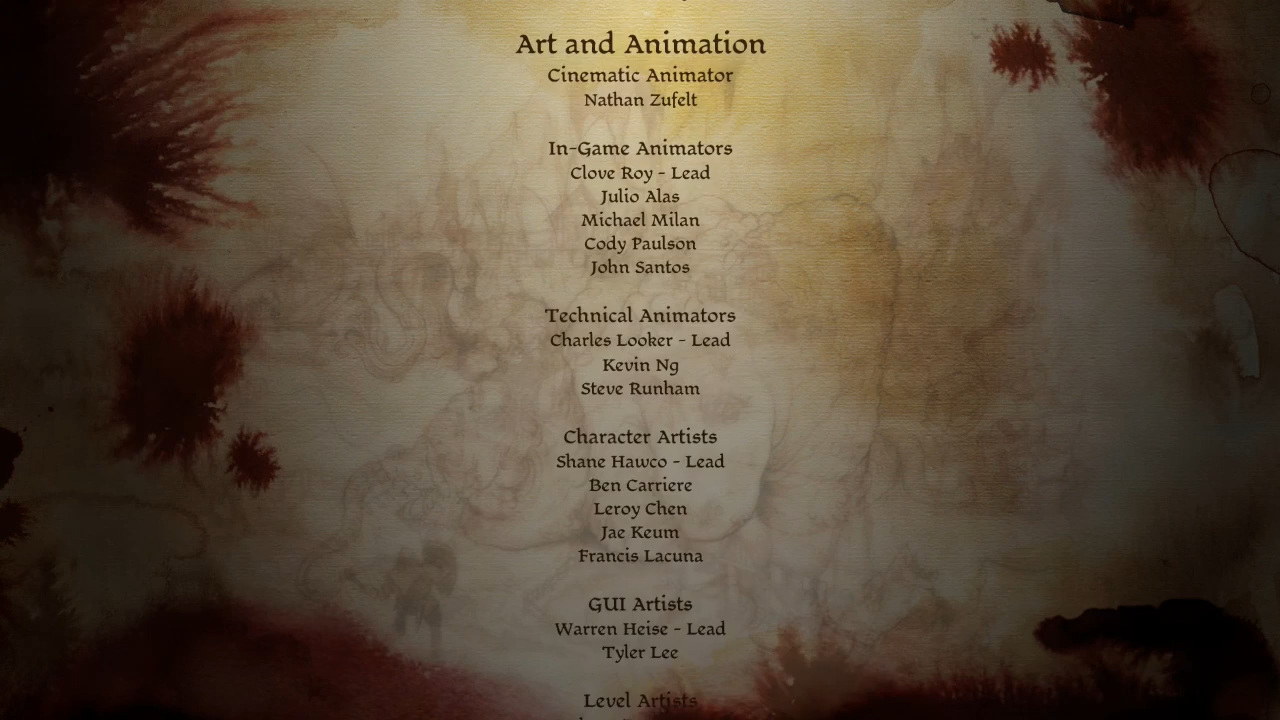 Art and Animation
Cinematic Animator
Nathan Zufelt
In-Game Animators
Clove Roy - Lead
Julio Alas
Michael Milan
Cody Paulson
John Santos
Technical Animators
Charles Looker - Lead
Kevin Ng
Steve Runham
Character Artists
Shane Hawco - Lead
Ben Carriere
Leroy Chen
Jae Keum
Francis Lacuna
GUI Artists
Warren Heise - Lead
Tyler Lee
Level Artists